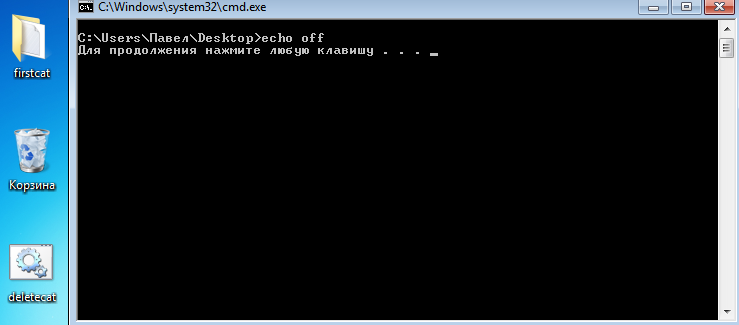 C:\Windows\system32\cmd.exe
C:\Users\Павел\Desktop>echo off
Для продолжения нажмите любую клавишу . . . _
firstcat
Корзина
deletecat